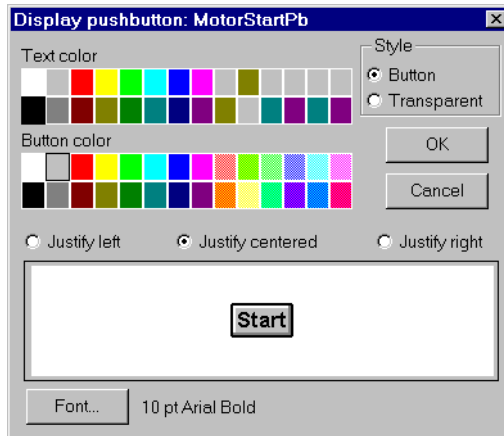 Display pushbutton: MotorStartPb
Text color
Style
Button
Transparent
Button color
OK
Cancel
Justify left
Justify centered
Justify right
Start
Font...
10 pt Arial Bold